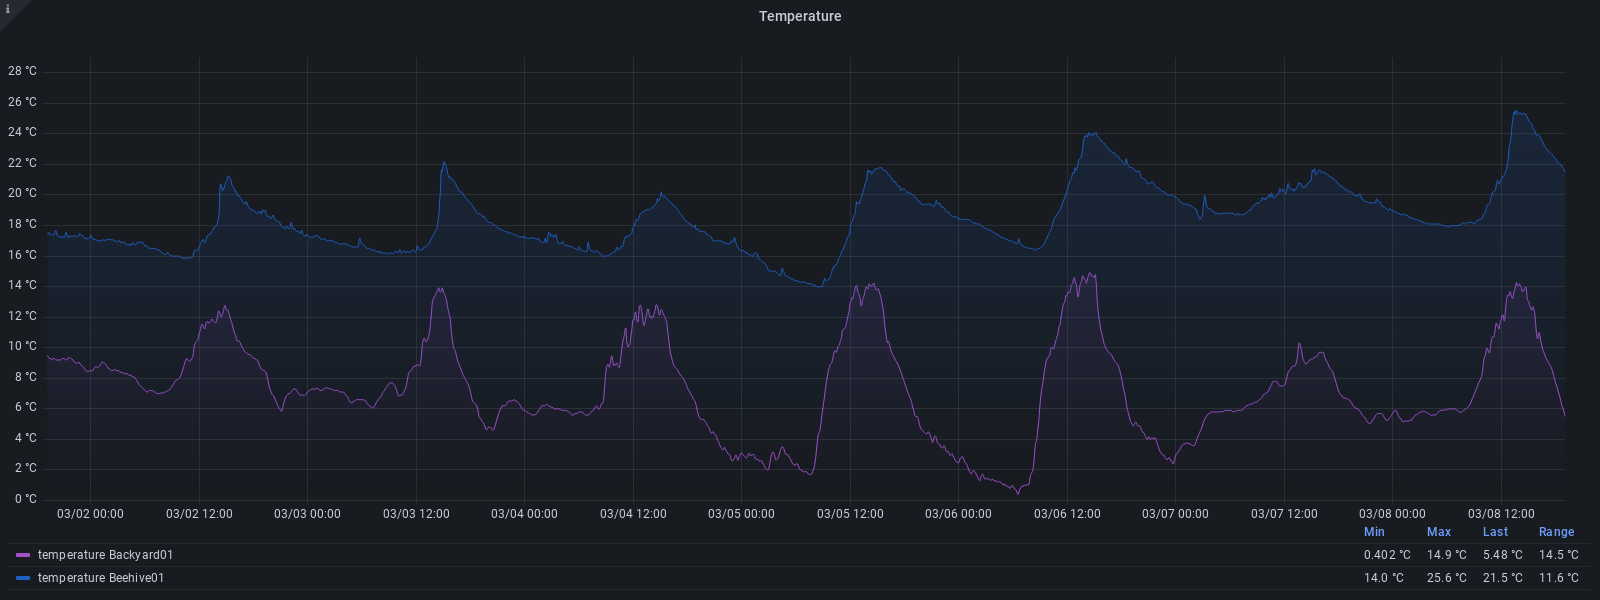 i
Temperature
28 °C
26 °C
24 °C
22 °C
20 °C
18 °C
16 °C
14 °C
12 °C
10 °C
8 °C
6 °C
4 °C
2 °C
0 °C
03/02 00:00 03/02 12:00 03/03 00:00 03/03 12:00 03/04 00:00 03/04 12:00 03/05 00:00 03/05 12:00 03/06 00:00 03/06 12:00 03/07 00:00 03/07 12:00 03/08 00:00 03/08 12:00
Min Max Last Range
temperature Backyard01 0.402 °C 14.9 °C 5.48 °C 14.5 °C
temperature Beehive01 14.0 °C 25.6 °C 21.5 °C 11.6 °C